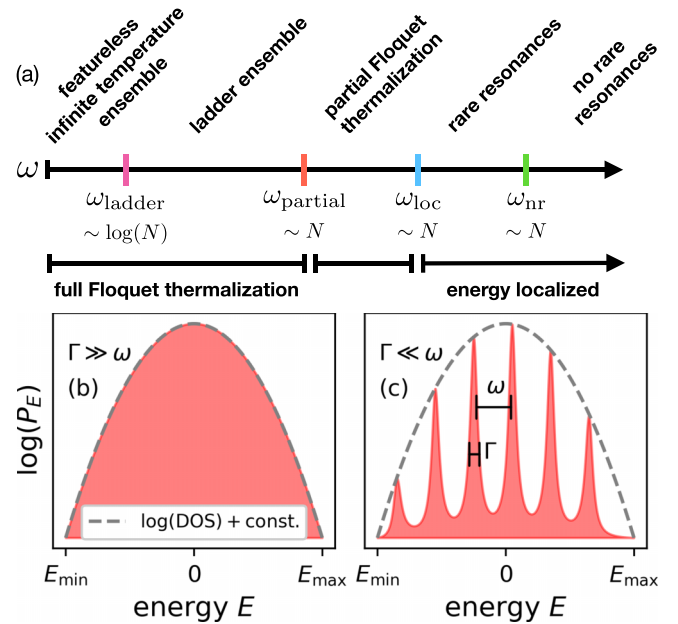 (a)
featureless
infinite temperature
ensemble
ladder ensemble
partial Floquet
thermalization
rare resonances
no rare
resonances
ω
ω_ladder
ω_partial
ω_loc
ω_nr
~ log(N)
~ N
~ N
~ N
full Floquet thermalization
energy localized
Γ ≫ ω
(b)
log(P_E)
log(DOS) + const.
E_min
0
E_max
energy E
Γ ≪ ω
(c)
ω
Γ
E_min
0
E_max
energy E